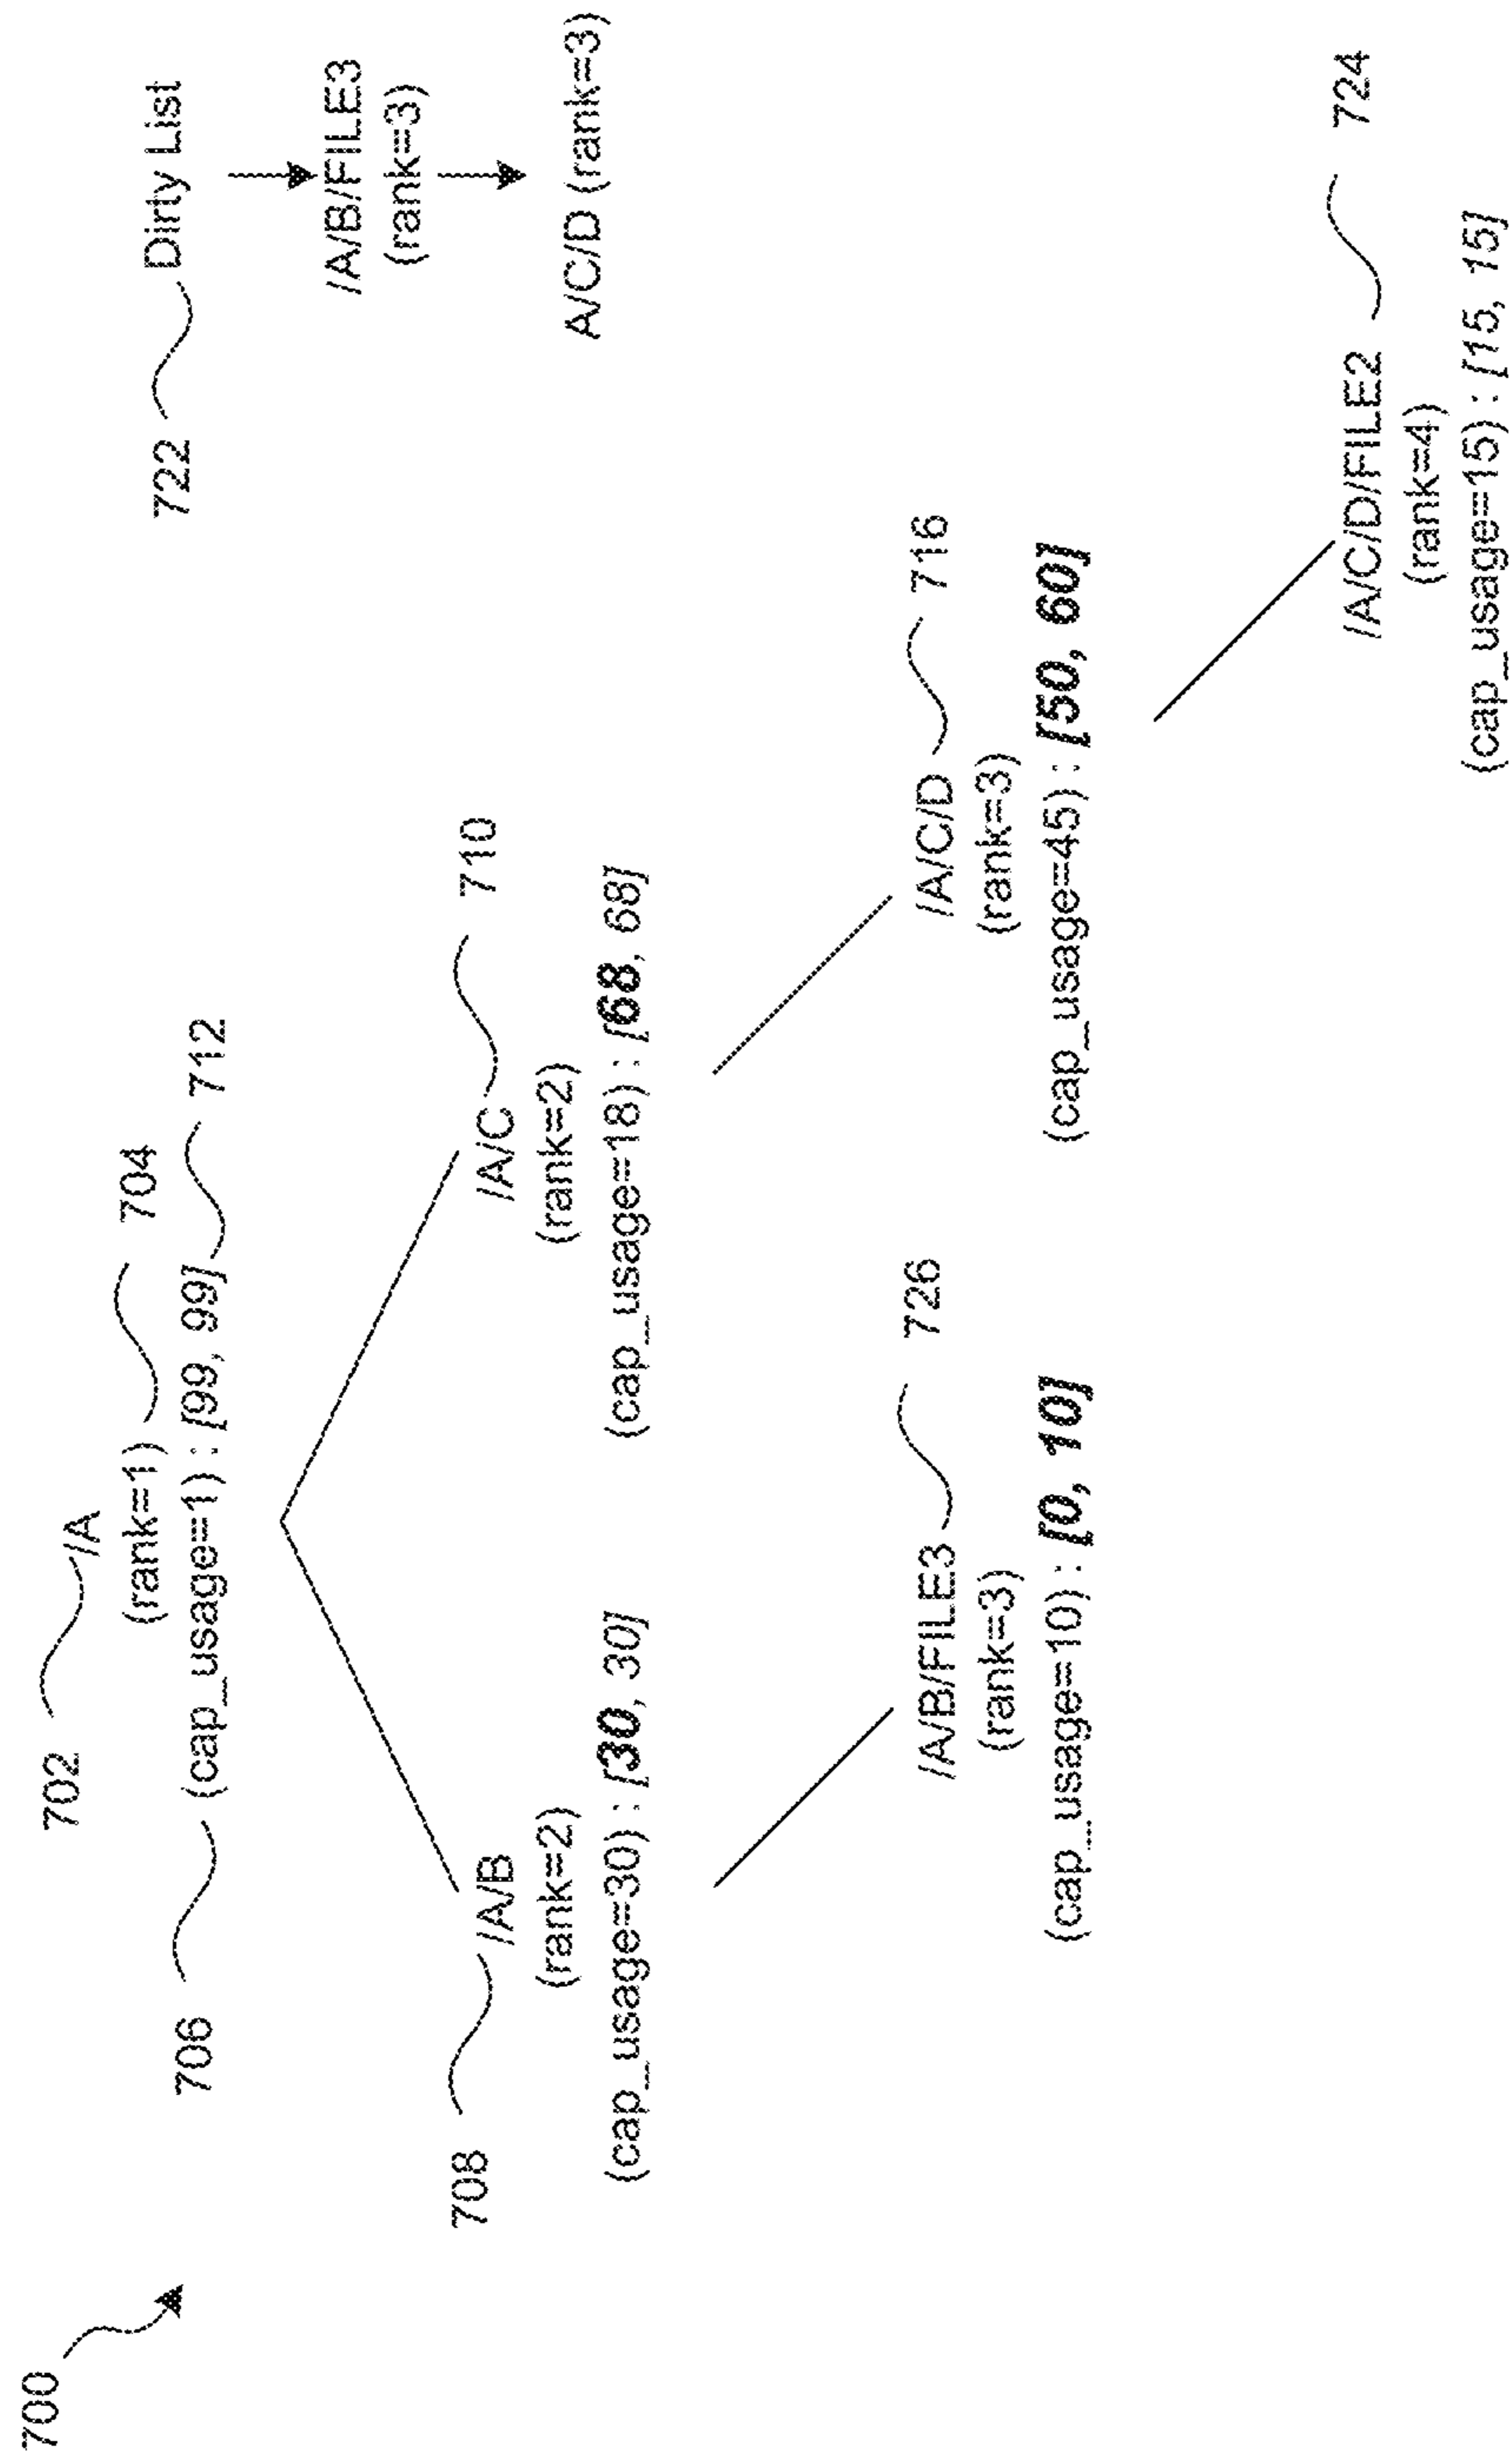 700
702
/A
(rank=1)
704
706
(cap_usage=1) : [99, 99]
712
722
Dirty List
/A/B/FILE3
(rank=3)
A/C/D (rank=3)
708
/A/B
(rank=2)
(cap_usage=30) : [30, 30]
/A/C
710
(rank=2)
(cap_usage=18) : [68, 68]
/A/B/FILE3
726
(rank=3)
(cap_usage=10) : [0, 10]
/A/C/D
716
(rank=3)
(cap_usage=45) : [50, 60]
/A/C/D/FILE2
724
(rank=4)
(cap_usage=15) : [15, 15]